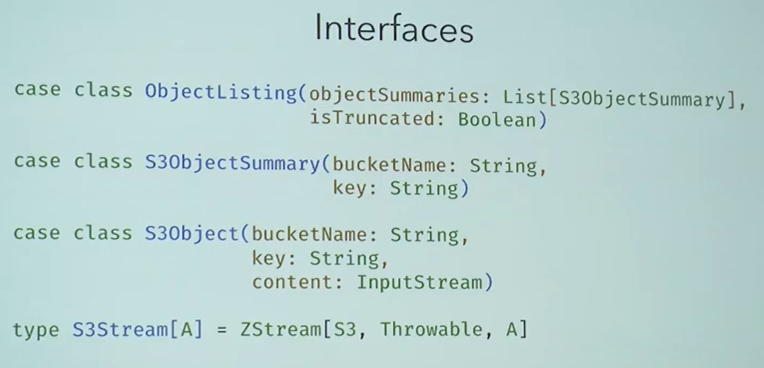 Interfaces
case class ObjectListing(objectSummaries: List[S3ObjectSummary],
isTruncated: Boolean)
case class S3ObjectSummary(bucketName: String,
key: String)
case class S3Object(bucketName: String,
key: String,
content: InputStream)
type S3Stream[A] = ZStream[S3, Throwable, A]